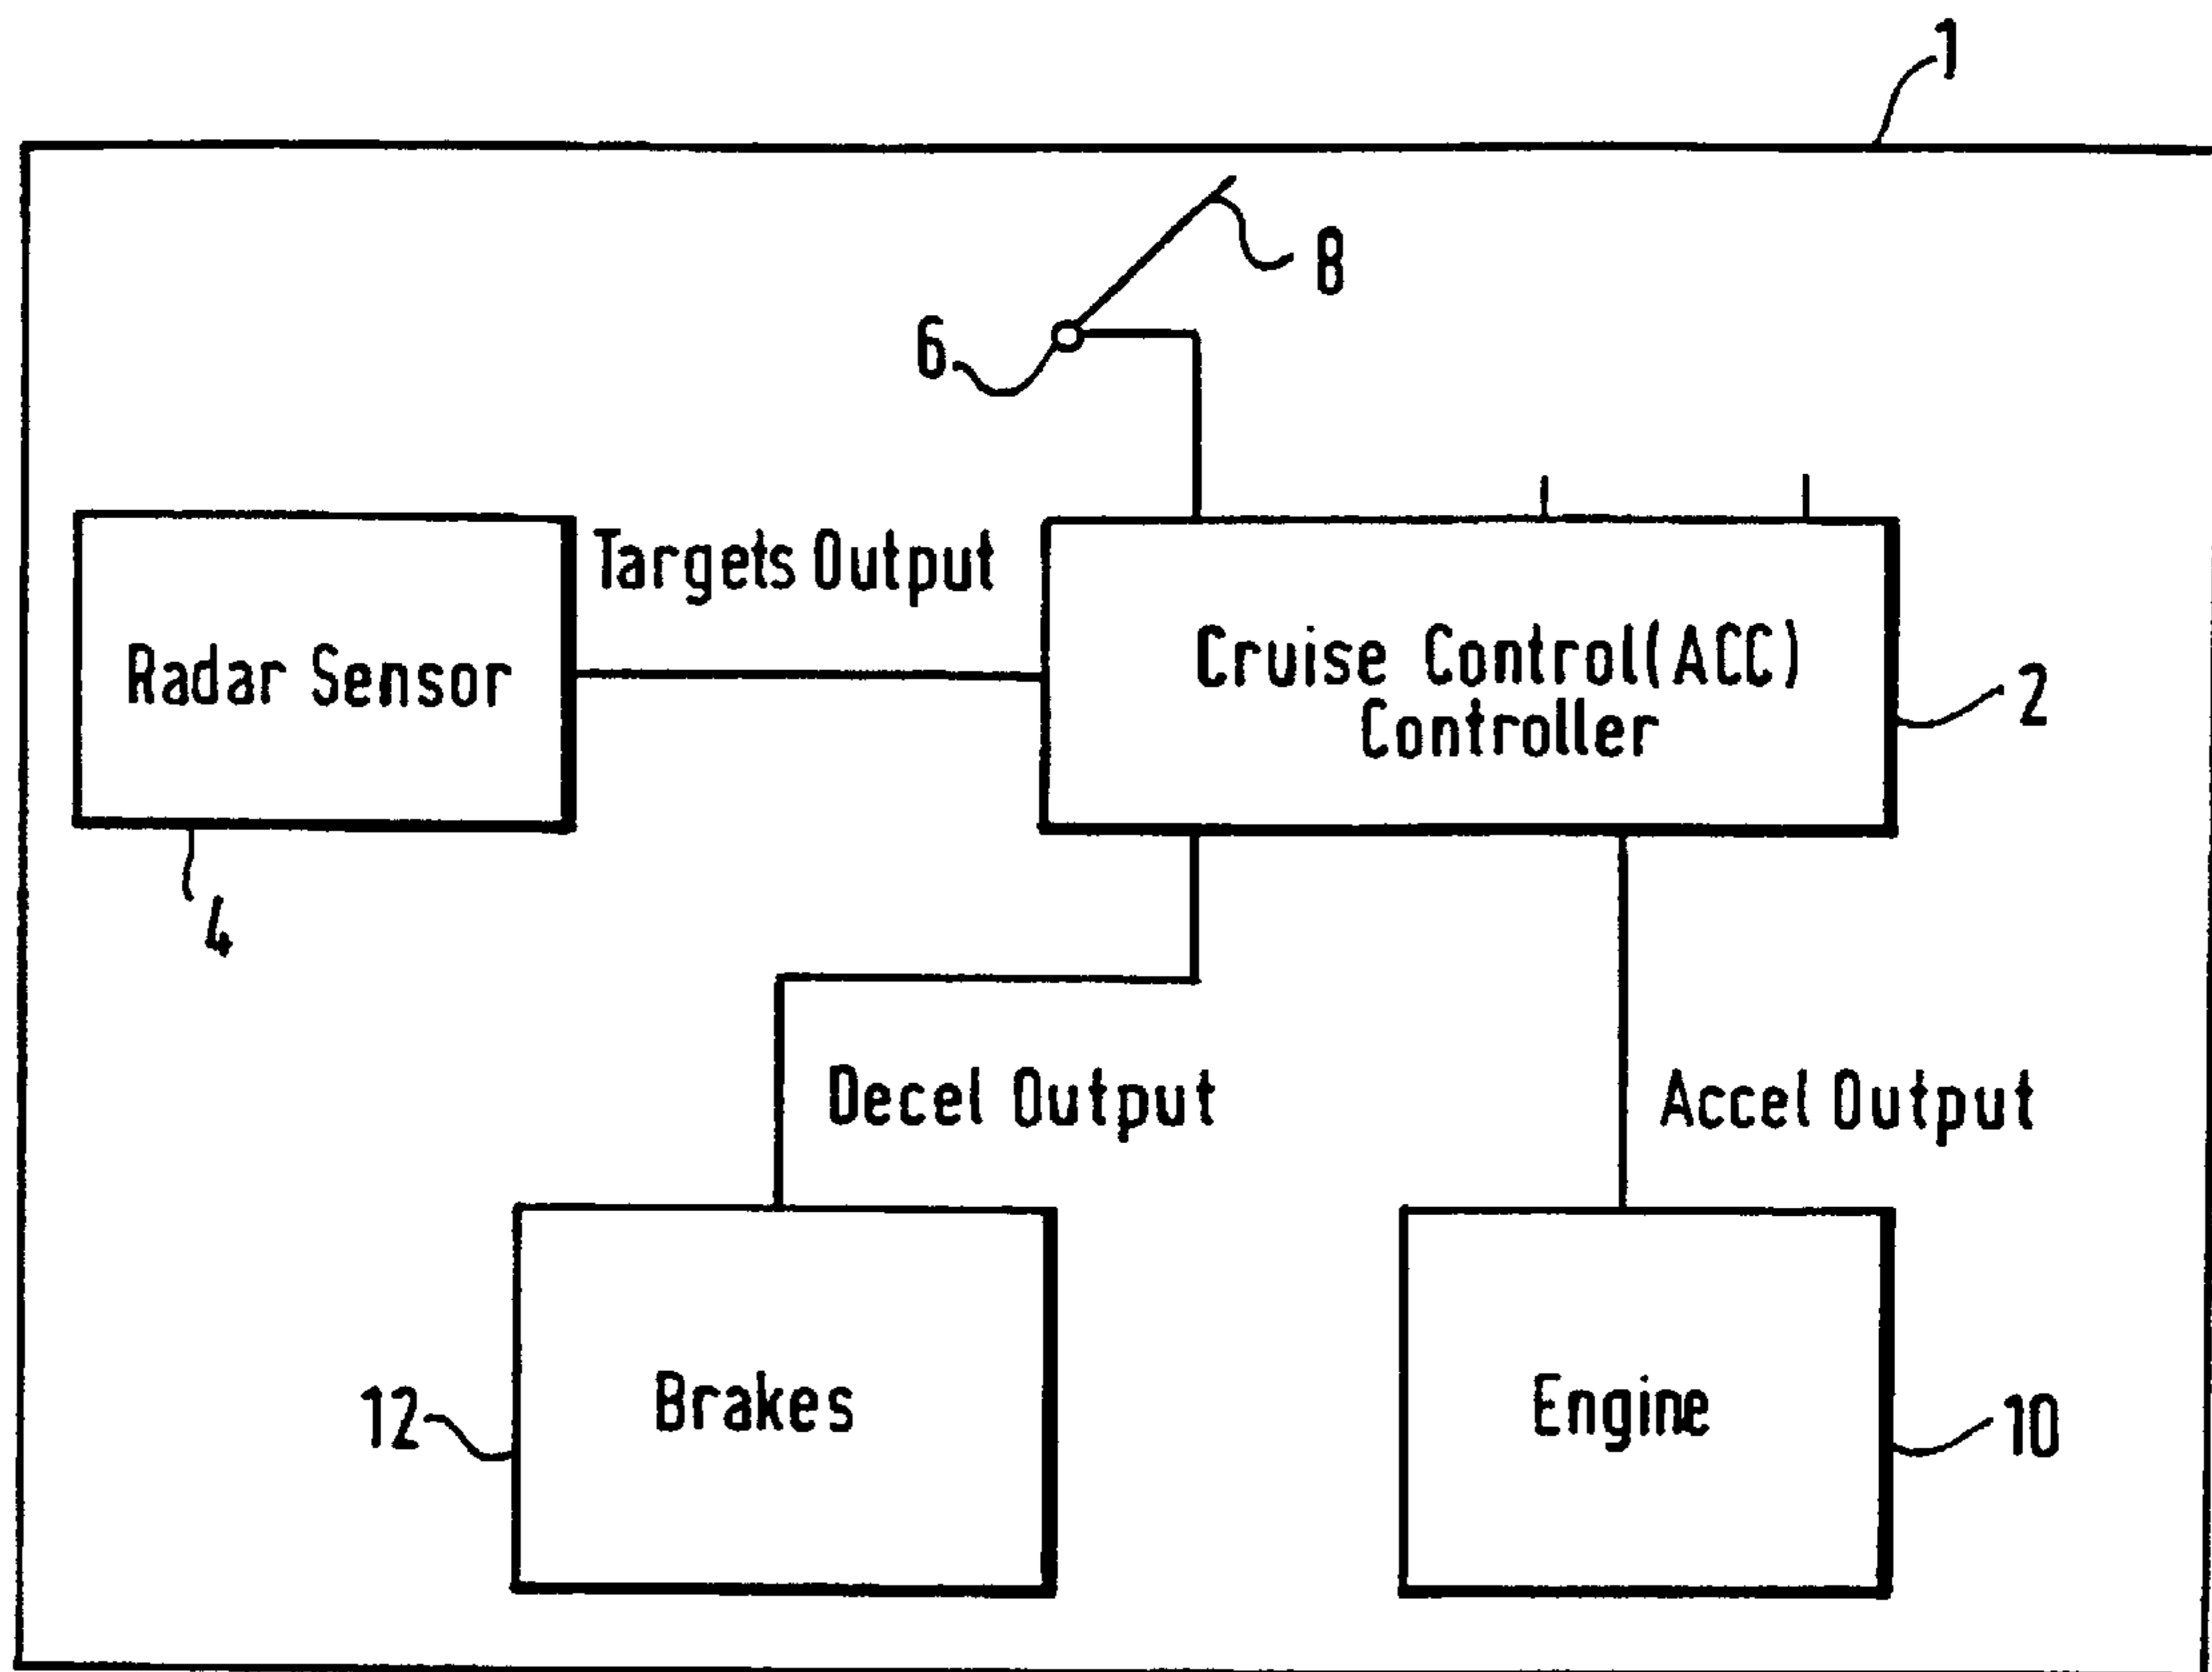 1
8
6
Targets Output
Radar Sensor
Cruise Control(ACC)
Controller
2
4
Decel Output
Accel Output
12
Brakes
Engine
10